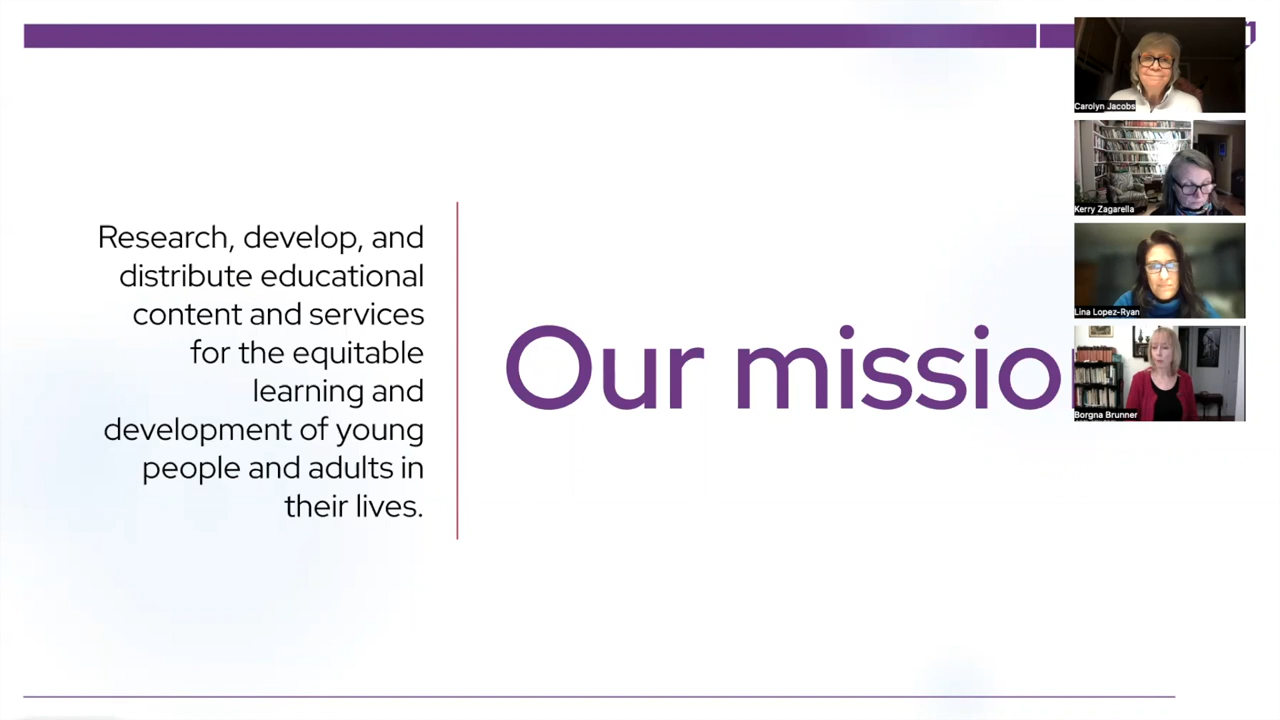 Research, develop, and
distribute educational
content and services
for the equitable
learning and
development of young
people and adults in
their lives.
Our missio
Carolyn Jacobs
Kerry Zagarella
Lina Lopez-Ryan
Borgna Brunner